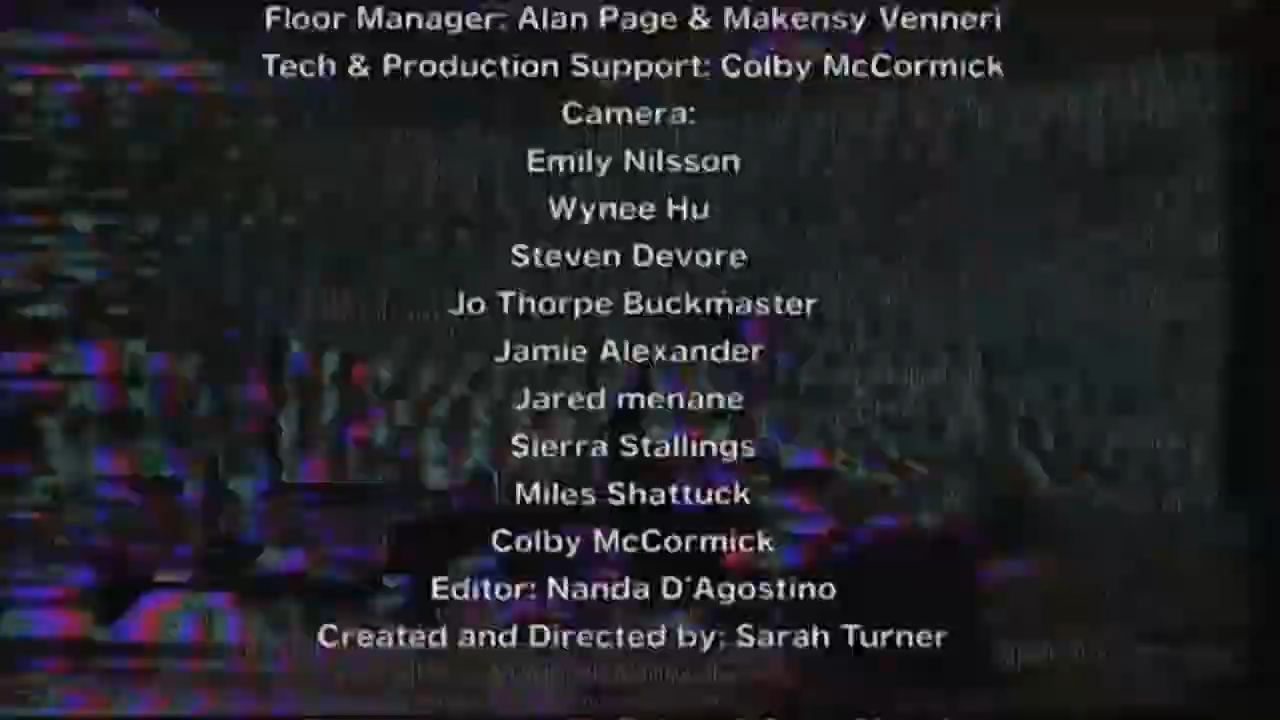 Floor Manager: Alan Page & Makensy Venneri
Tech & Production Support: Colby McCormick
Camera:
Emily Nilsson
Wynee Hu
Steven Devore
Jo Thorpe Buckmaster
Jamie Alexander
Jared menane
Sierra Stallings
Miles Shattuck
Colby McCormick
Editor: Nanda D'Agostino
Created and Directed by: Sarah Turner